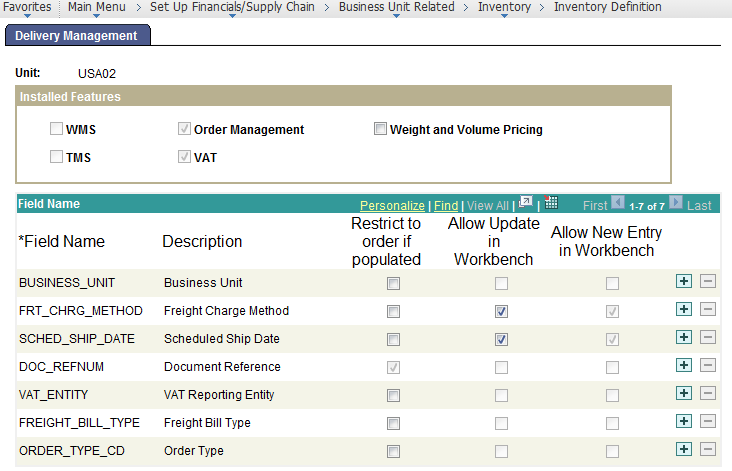 Favorites Main Menu > Set Up Financials/Supply Chain > Business Unit Related > Inventory > Inventory Definition
Delivery Management
Unit: USA02
Installed Features
WMS Order Management Weight and Volume Pricing
TMS VAT
Field Name Personalize | Find | View All | | First 1-7 of 7 Last
*Field Name Description Restrict to order if populated Allow Update in Workbench Allow New Entry in Workbench
BUSINESS_UNIT Business Unit
FRT_CHRG_METHOD Freight Charge Method
SCHED_SHIP_DATE Scheduled Ship Date
DOC_REFNUM Document Reference
VAT_ENTITY VAT Reporting Entity
FREIGHT_BILL_TYPE Freight Bill Type
ORDER_TYPE_CD Order Type